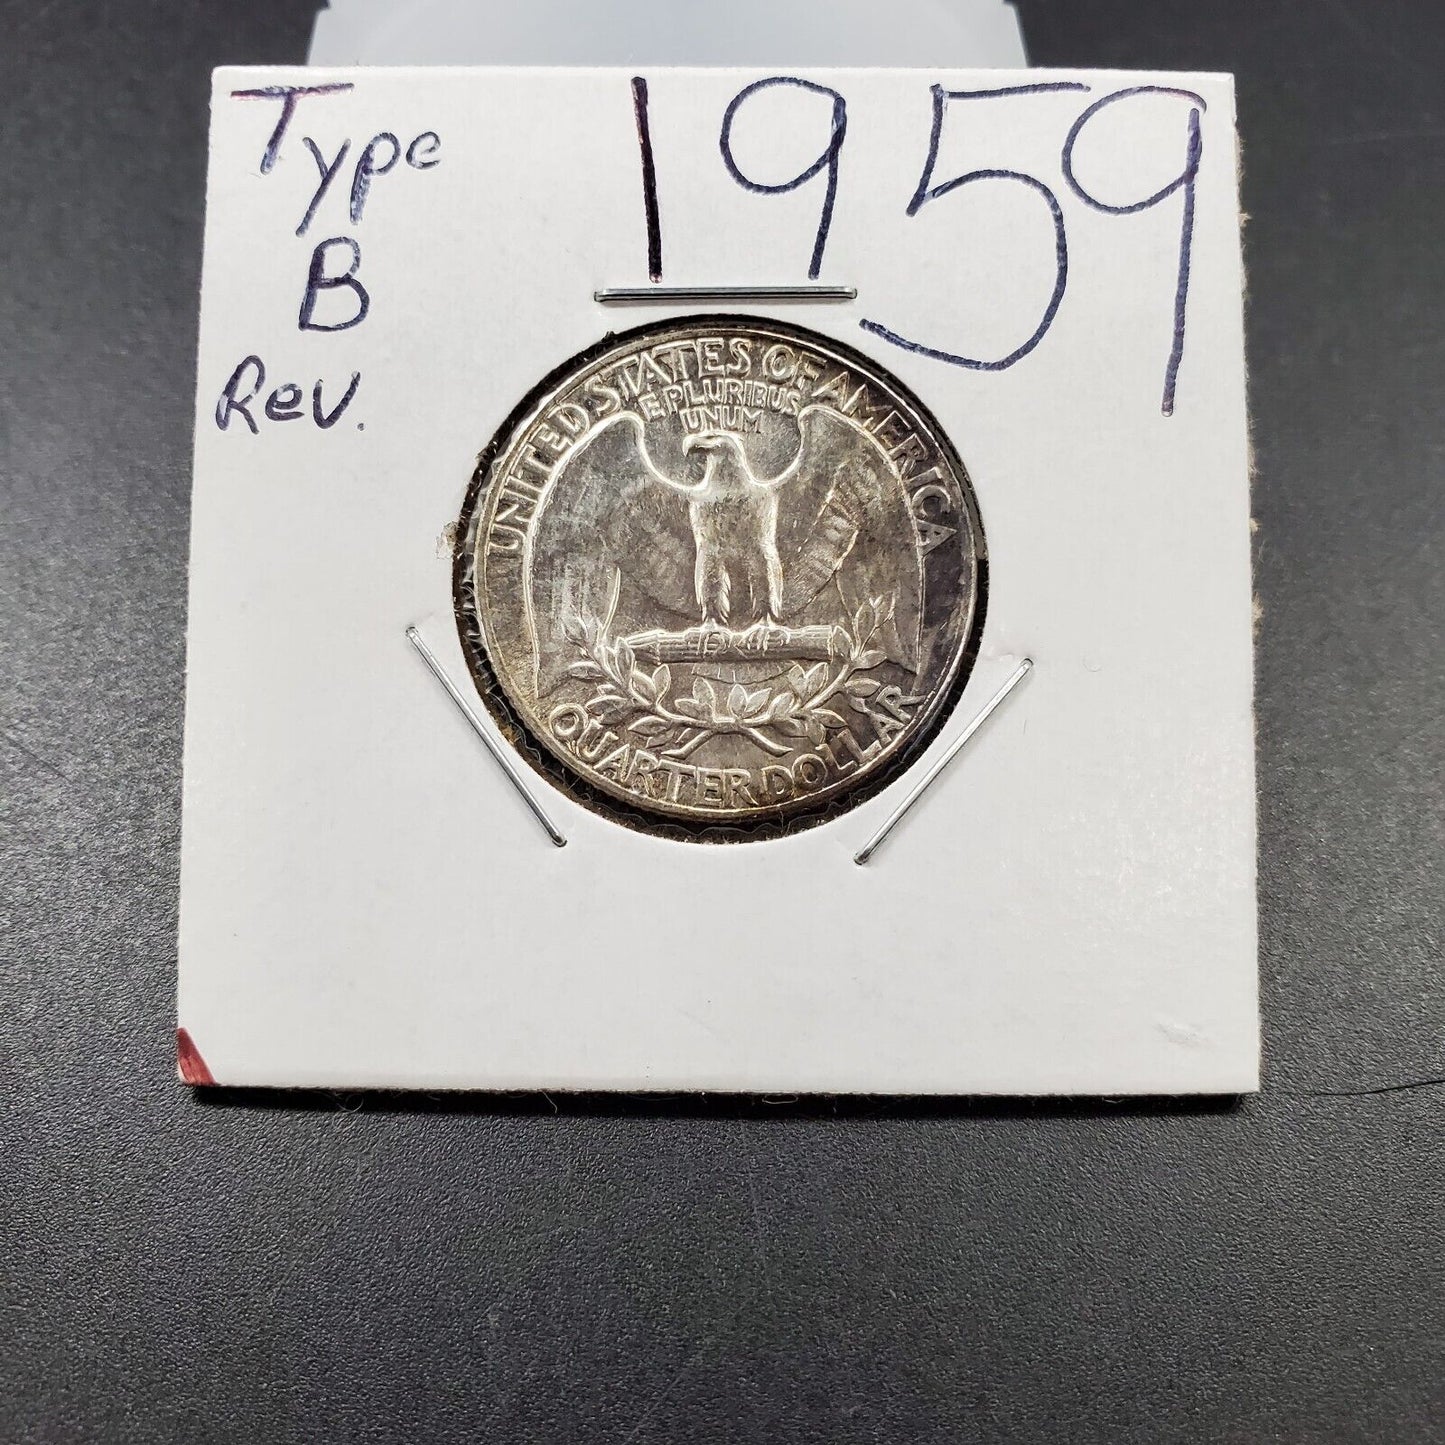 Type
B
Rev.
1959
UNITED STATES OF AMERICA
E PLURIBUS
UNUM
QUARTER DOLLAR